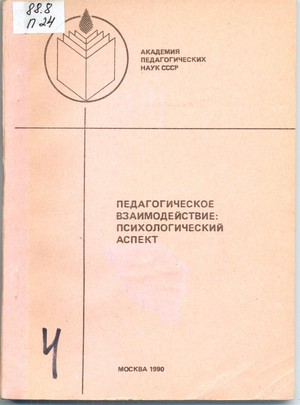 88.8
П 24
АКАДЕМИЯ
ПЕДАГОГИЧЕСКИХ
НАУК СССР
ПЕДАГОГИЧЕСКОЕ
ВЗАИМОДЕЙСТВИЕ:
ПСИХОЛОГИЧЕСКИЙ
АСПЕКТ
Ч
МОСКВА 1990